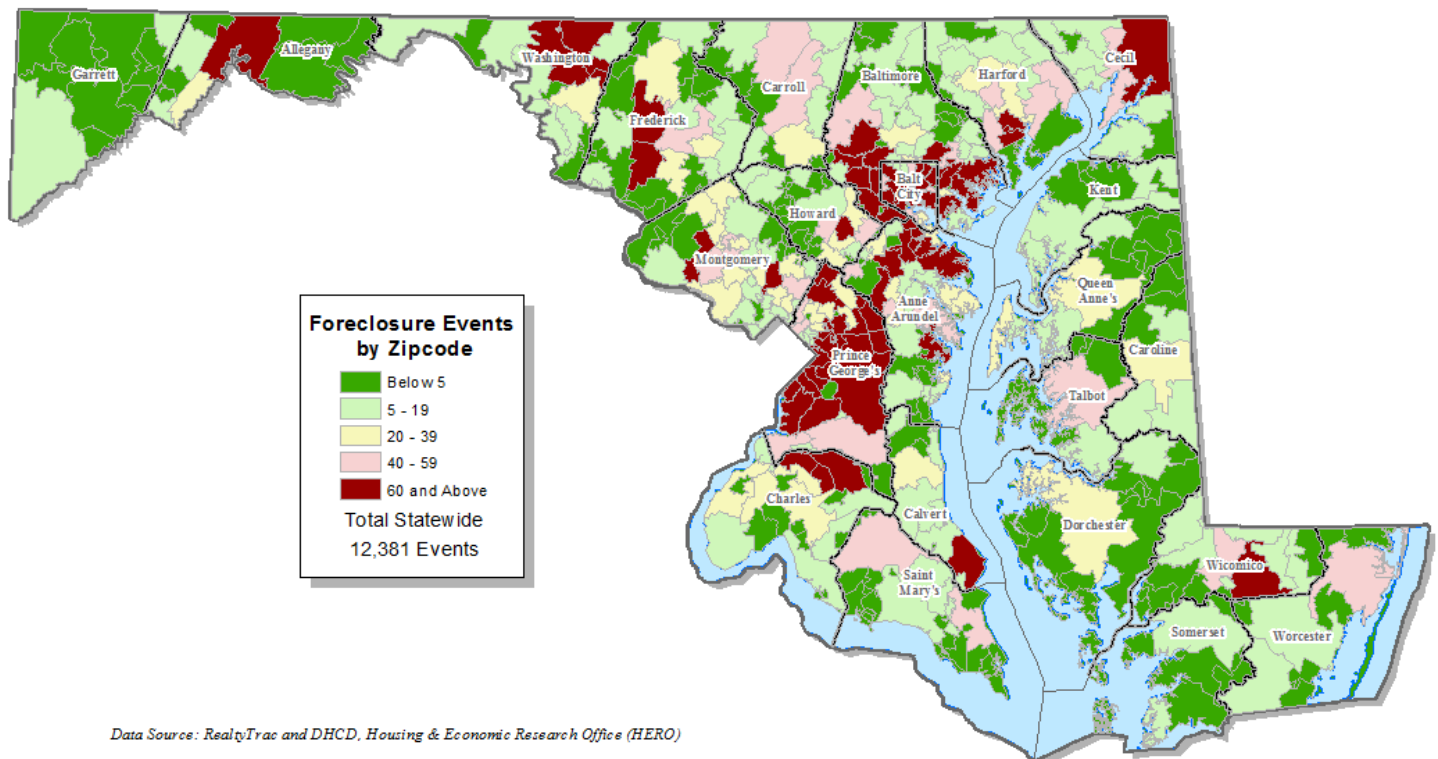 Garrett
Allegany
Washington
Frederick
Carroll
Baltimore
Harford
Cecil
Balt
City
Kent
Howard
Montgomery
Queen
Anne's
Anne
Arundel
Caroline
Prince
George's
Talbot
Foreclosure Events
by Zipcode
Below 5
5 - 19
20 - 39
40 - 59
60 and Above
Total Statewide
12,381 Events
Charles
Calvert
Dorchester
Wicomico
Saint
Mary's
Somerset
Worcester
Data Source: RealtyTrac and DHCD, Housing & Economic Research Office (HERO)